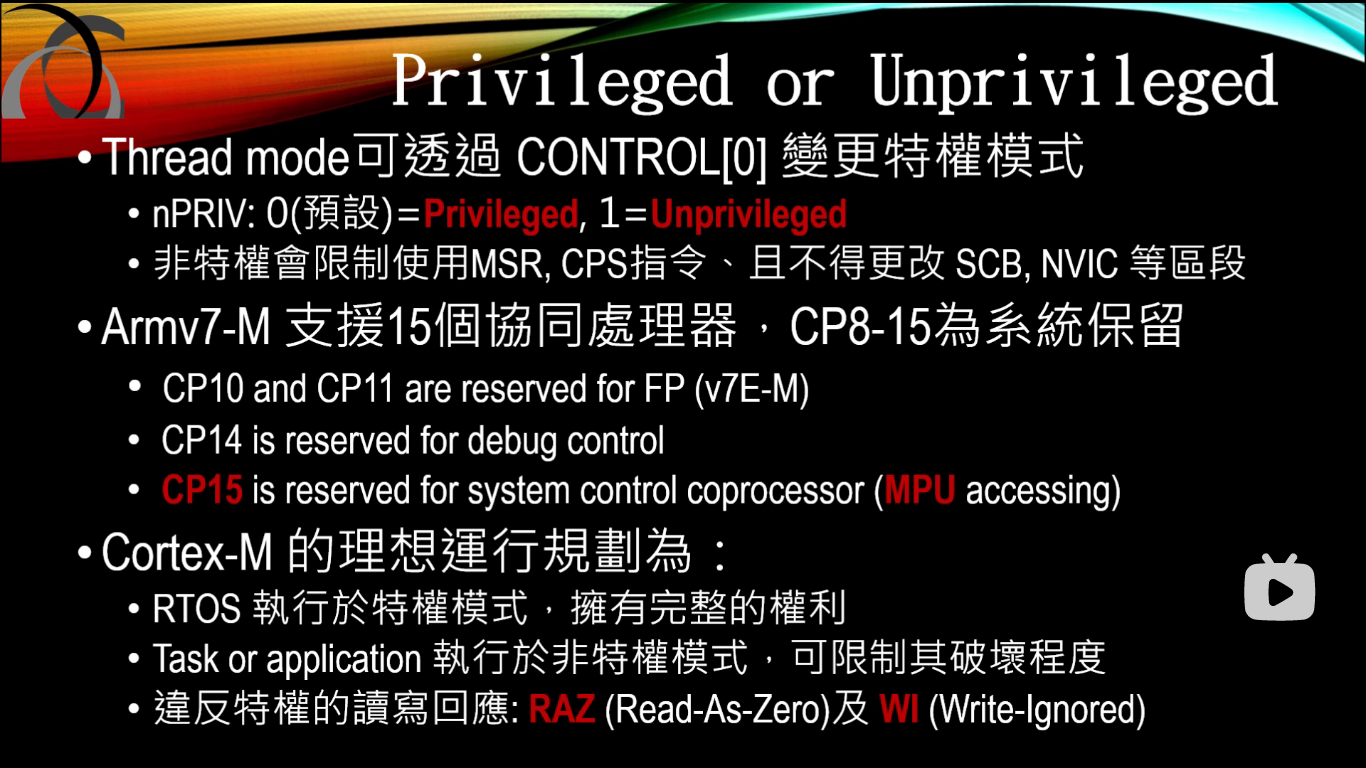 Privileged or Unprivileged
• Thread mode可透過 CONTROL[0] 變更特權模式
• nPRIV: 0(預設)=Privileged, 1=Unprivileged
• 非特權會限制使用MSR, CPS指令、且不得更改 SCB, NVIC 等區段
• Armv7-M 支援15個協同處理器，CP8-15為系統保留
• CP10 and CP11 are reserved for FP (v7E-M)
• CP14 is reserved for debug control
• CP15 is reserved for system control coprocessor (MPU accessing)
• Cortex-M 的理想運行規劃為：
• RTOS 執行於特權模式，擁有完整的權利
• Task or application 執行於非特權模式，可限制其破壞程度
• 違反特權的讀寫回應: RAZ (Read-As-Zero)及 WI (Write-Ignored)